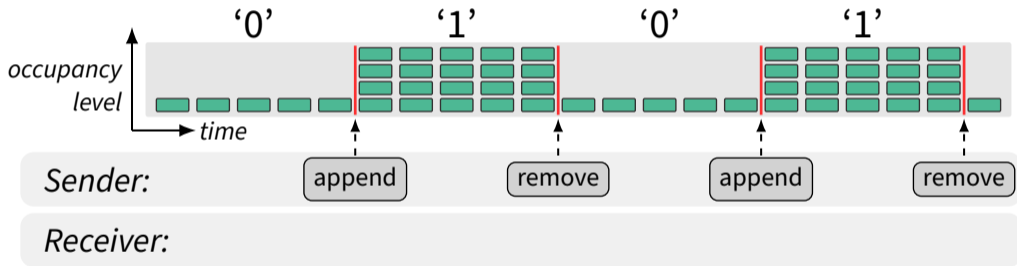 ‘0’ ‘1’ ‘0’ ‘1’
occupancy
level
time
Sender: append remove append remove
Receiver: